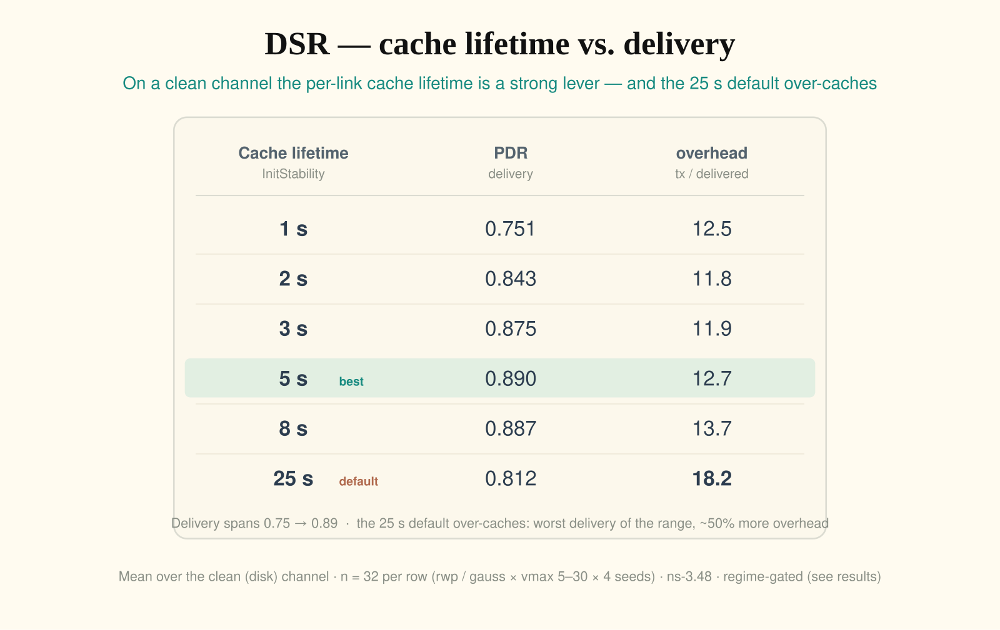 DSR — cache lifetime vs. delivery
On a clean channel the per-link cache lifetime is a strong lever — and the 25 s default over-caches
Cache lifetime PDR overhead
InitStability delivery tx / delivered
1 s 0.751 12.5
2 s 0.843 11.8
3 s 0.875 11.9
5 s best 0.890 12.7
8 s 0.887 13.7
25 s default 0.812 18.2
Delivery spans 0.75 → 0.89 · the 25 s default over-caches: worst delivery of the range, ~50% more overhead
Mean over the clean (disk) channel · n = 32 per row (rwp / gauss × vmax 5–30 × 4 seeds) · ns-3.48 · regime-gated (see results)